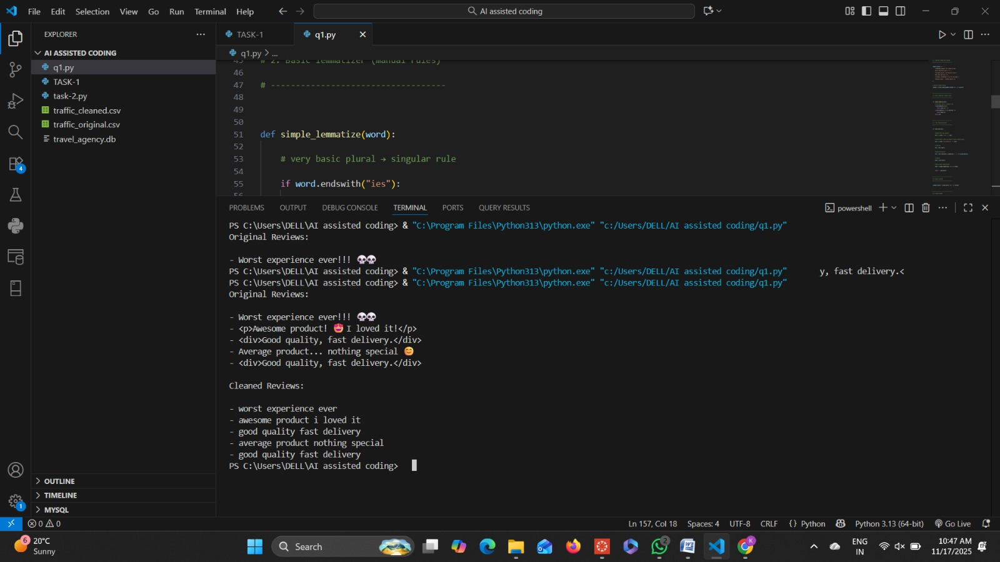 File Edit Selection View Go Run Terminal Help
AI assisted coding
EXPLORER
AI ASSISTED CODING
q1.py
TASK-1
task-2.py
traffic_cleaned.csv
traffic_original.csv
travel_agency.db
4
OUTLINE
TIMELINE
MYSQL
1
TASK-1 q1.py
q1.py > ...
45 # 2. Basic lemmatizer (manual rules)
46
47 # -----------------------------------
48
49
50
51 def simple_lemmatize(word):
52
53 # very basic plural → singular rule
54
55 if word.endswith("ies"):
56
PROBLEMS OUTPUT DEBUG CONSOLE TERMINAL PORTS QUERY RESULTS
powershell
PS C:\Users\DELL\AI assisted coding> & "C:\Program Files\Python313\python.exe" "c:/Users/DELL/AI assisted coding/q1.py"
Original Reviews:
- Worst experience ever!!! 💀💀
PS C:\Users\DELL\AI assisted coding> & "C:\Program Files\Python313\python.exe" "c:/Users/DELL/AI assisted coding/q1.py" y, fast delivery.<
PS C:\Users\DELL\AI assisted coding> & "C:\Program Files\Python313\python.exe" "c:/Users/DELL/AI assisted coding/q1.py"
Original Reviews:
- Worst experience ever!!! 💀💀
- <p>Awesome product! 😍 I loved it!</p>
- <div>Good quality, fast delivery.</div>
- Average product... nothing special 😊
- <div>Good quality, fast delivery.</div>
Cleaned Reviews:
- worst experience ever
- awesome product i loved it
- good quality fast delivery
- average product nothing special
- good quality fast delivery
PS C:\Users\DELL\AI assisted coding>
0 0
Ln 157, Col 18 Spaces: 4 UTF-8 CRLF {} Python Python 3.13 (64-bit) Go Live
6
20°C
Sunny
Search
2
K
ENG
IN
10:47 AM
11/17/2025